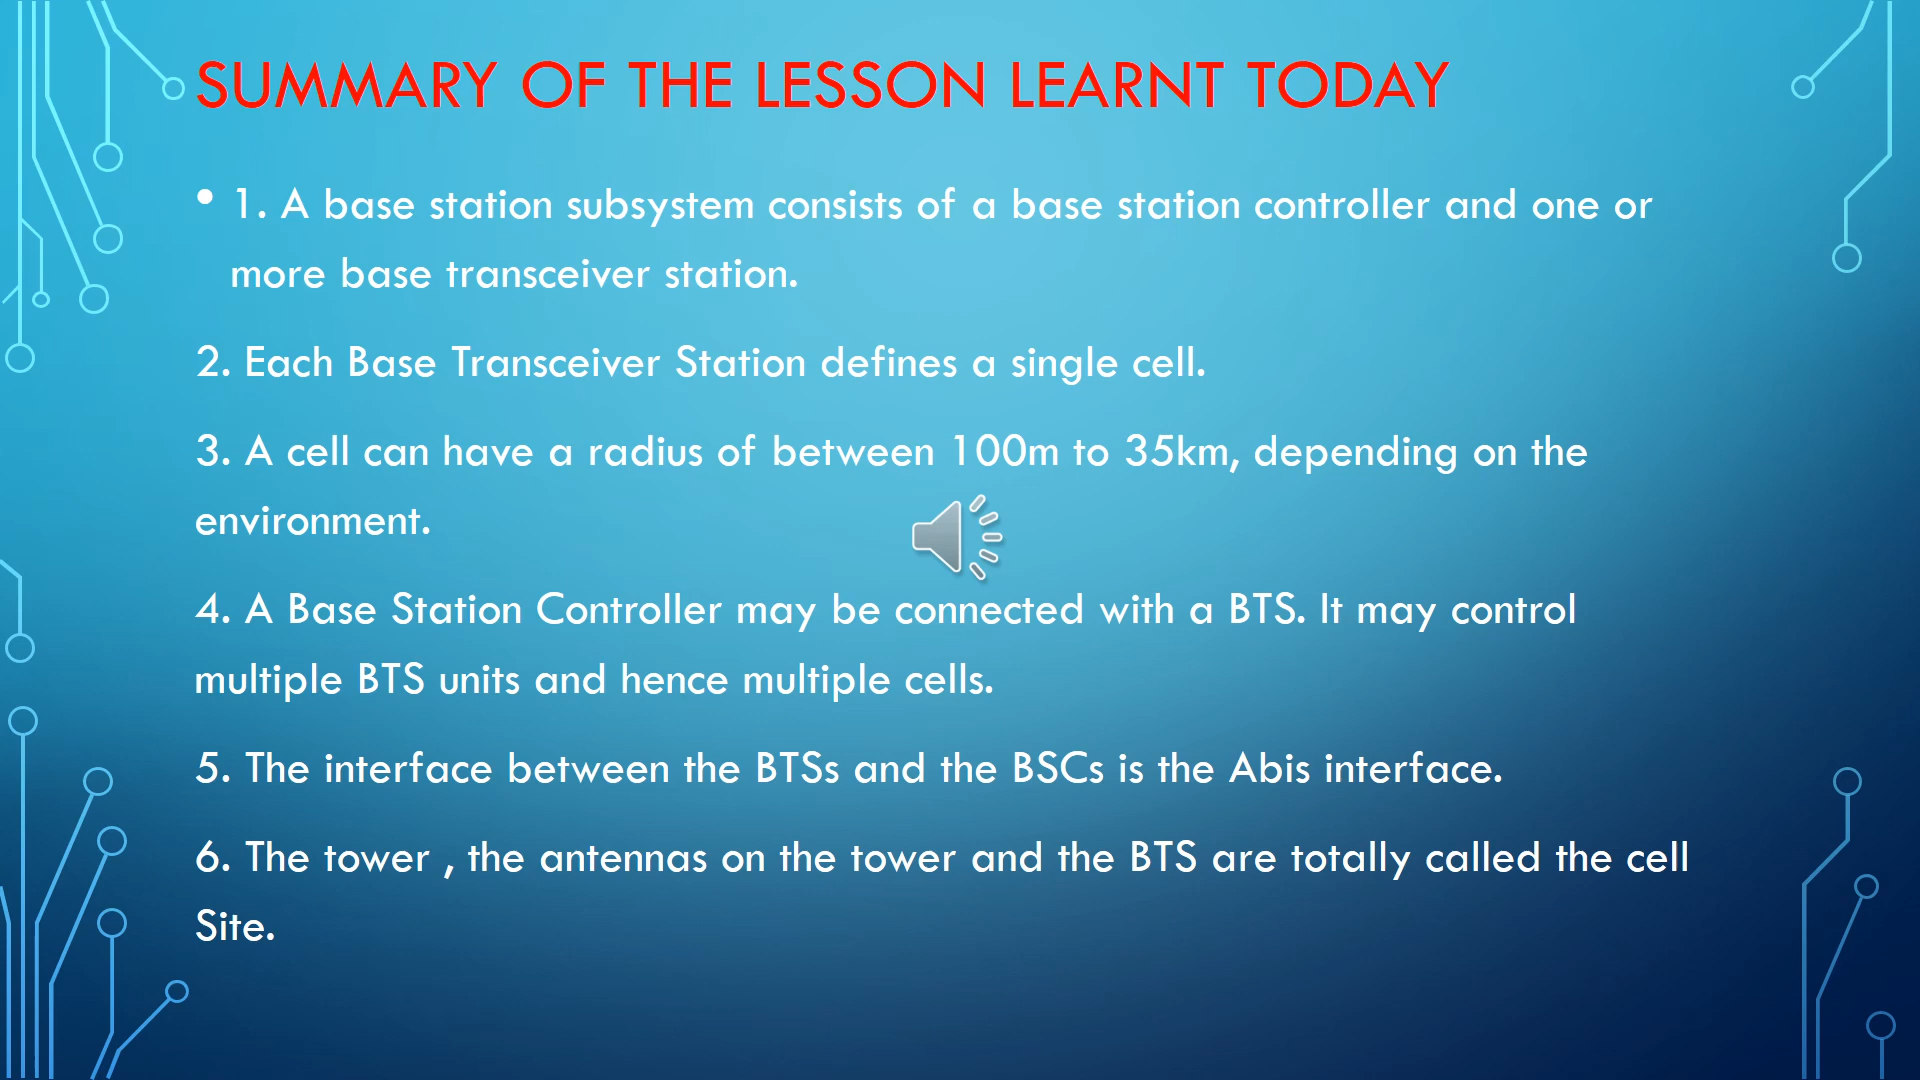 SUMMARY OF THE LESSON LEARNT TODAY
• 1. A base station subsystem consists of a base station controller and one or
more base transceiver station.
2. Each Base Transceiver Station defines a single cell.
3. A cell can have a radius of between 100m to 35km, depending on the
environment.
4. A Base Station Controller may be connected with a BTS. It may control
multiple BTS units and hence multiple cells.
5. The interface between the BTSs and the BSCs is the Abis interface.
6. The tower , the antennas on the tower and the BTS are totally called the cell
Site.